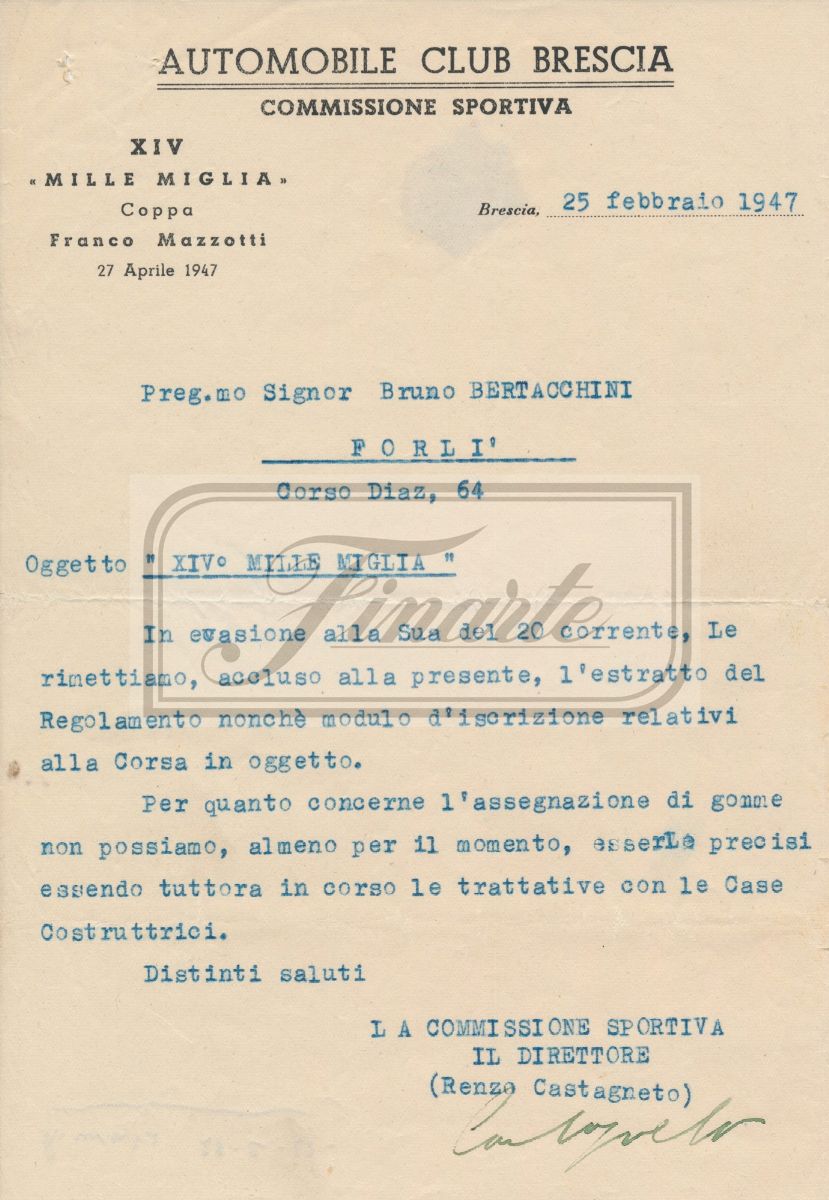 AUTOMOBILE CLUB BRESCIA
COMMISSIONE SPORTIVA
XIV
«MILLE MIGLIA»
Coppa
Franco Mazzotti
27 Aprile 1947
Brescia, 25 febbraio 1947
Preg.mo Signor Bruno BERTACCHINI
FORLI'
Corso Diaz, 64
Oggetto " XIV° MILLE MIGLIA "
Finarte
In evasione alla Sua del 20 corrente, Le
rimettiamo, accluso alla presente, l'estratto del
Regolamento nonchè modulo d'iscrizione relativi
alla Corsa in oggetto.
Per quanto concerne l'assegnazione di gomme
non possiamo, almeno per il momento, esserLe precisi
essendo tuttora in corso le trattative con le Case
Costruttrici.
Distinti saluti
LA COMMISSIONE SPORTIVA
IL DIRETTORE
(Renzo Castagneto)
Castagneto